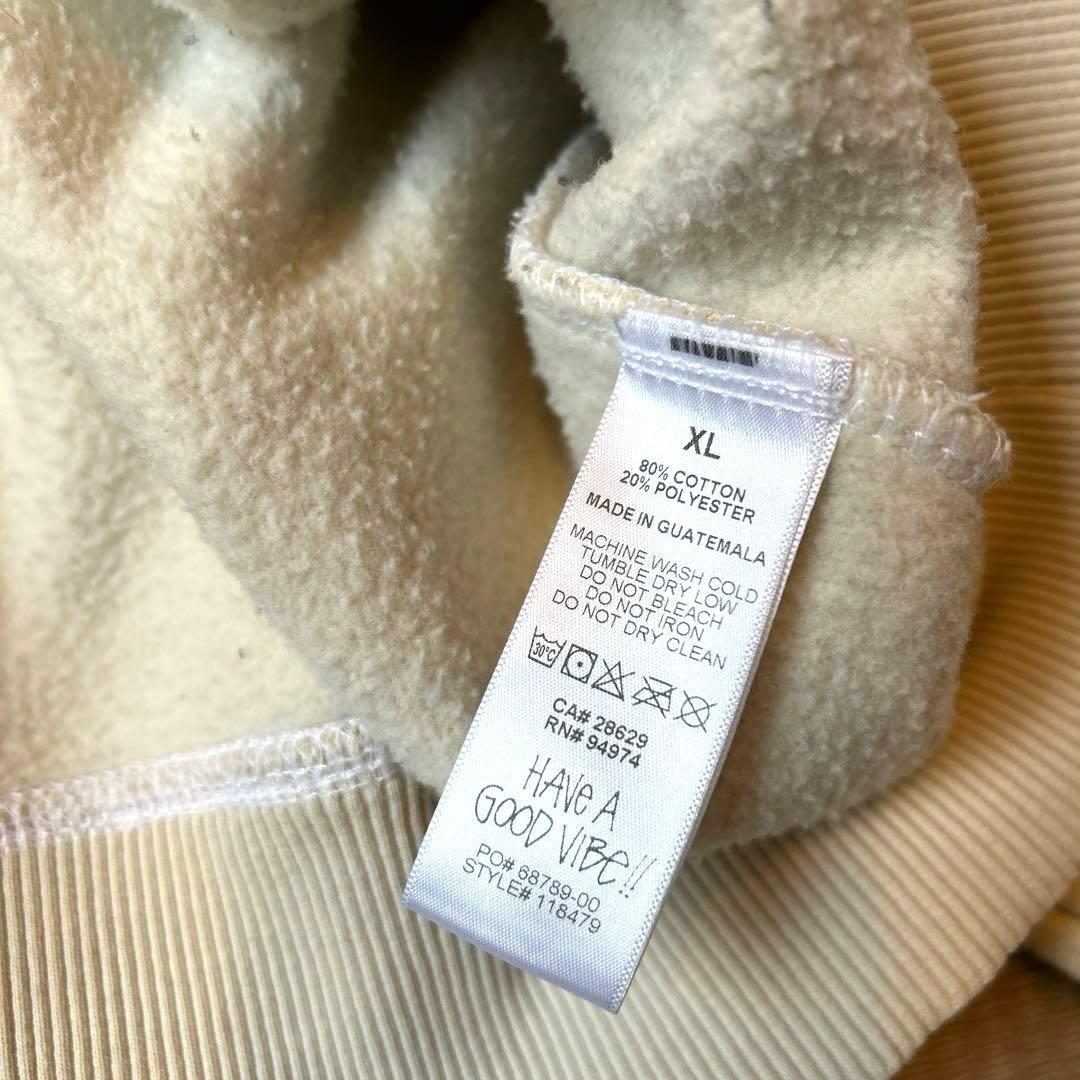 XL
80% COTTON
20% POLYESTER
MADE IN GUATEMALA
MACHINE WASH COLD
TUMBLE DRY LOW
DO NOT BLEACH
DO NOT IRON
DO NOT DRY CLEAN
30°C
CA# 28629
RN# 94974
HAVE A
GOOD VIBE!!
PO# 68789-00
STYLE# 118479